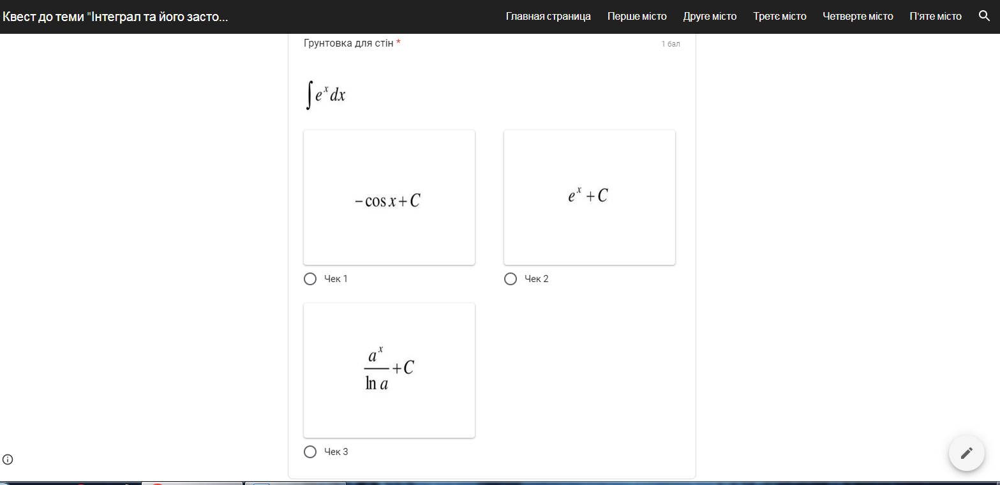 Квест до теми "Інтеграл та його засто...
Главная страница Перше місто Друге місто Третє місто Четверте місто П'яте місто
Грунтовка для стін * 1 бал
∫eˣdx
−cos x+C
eˣ+C
Чек 1 Чек 2
aˣ/ln a+C
Чек 3